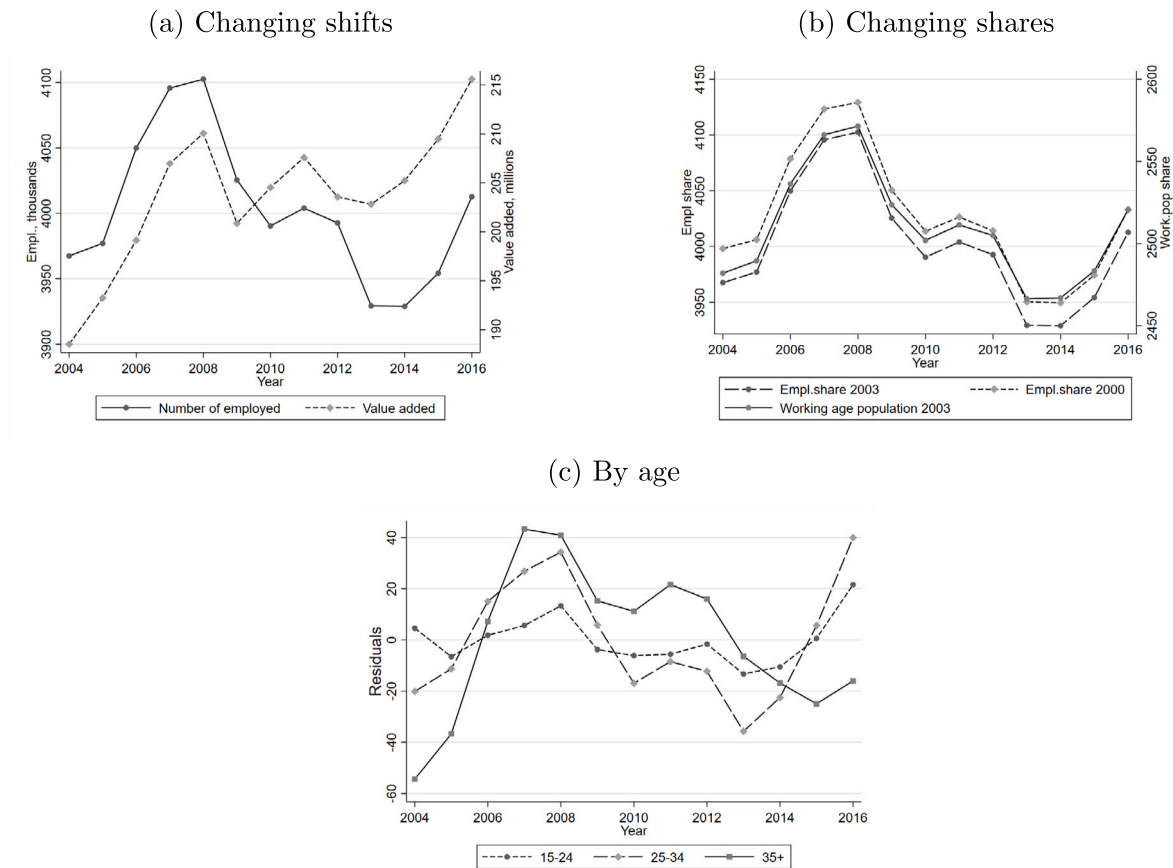 (a) Changing shifts
Empl., thousands
3900 3950 4000 4050 4100
Value added, millions
190 195 200 205 210 215
2004 2006 2008 2010 2012 2014 2016
Year
Number of employed Value added
(b) Changing shares
Empl share
3950 4000 4050 4100 4150
Work.pop share
2450 2500 2550 2600
2004 2006 2008 2010 2012 2014 2016
Year
Empl.share 2003 Empl.share 2000
Working age population 2003
(c) By age
Residuals
-60 -40 -20 0 20 40
2004 2006 2008 2010 2012 2014 2016
Year
15-24 25-34 35+